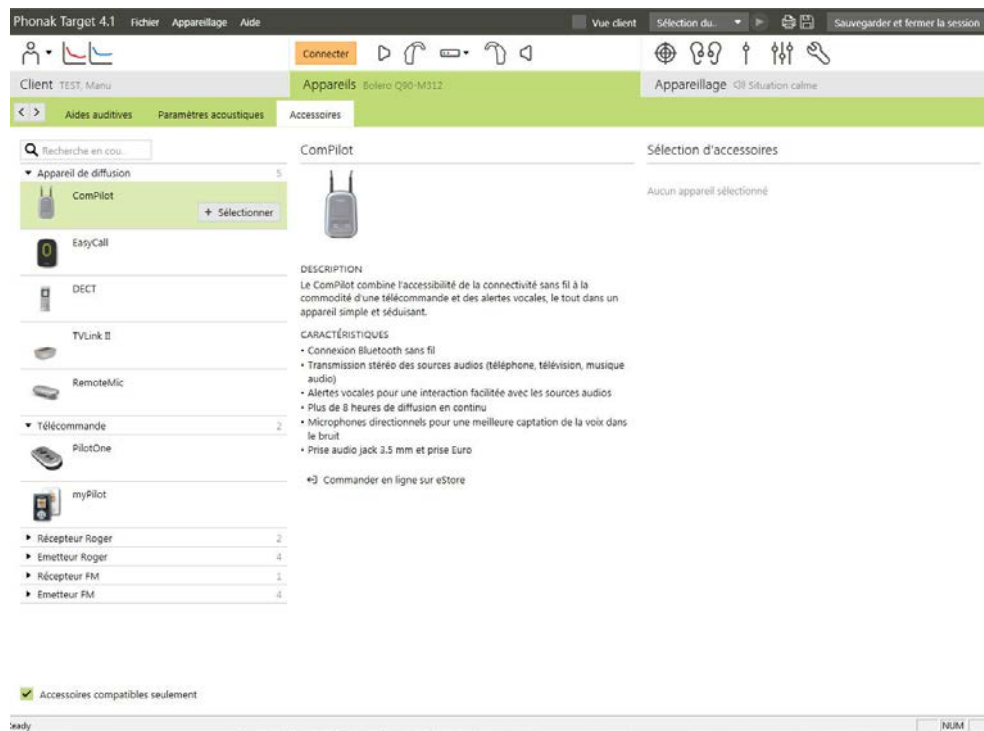 Phonak Target 4.1 Fichier Appareillage Aide Vue client Sélection du.. Sauvegarder et fermer la session
Connecter
Client TEST, Manu Appareils Bolero Q90-M312 Appareillage Situation calme
< > Aides auditives Paramètres acoustiques Accessoires
Recherche en cou...
ComPilot
Sélection d'accessoires
Appareil de diffusion 5
Aucun appareil sélectionné
ComPilot
+ Sélectionner
EasyCall
DECT
TVLink II
RemoteMic
Télécommande 2
PilotOne
myPilot
Récepteur Roger 2
Emetteur Roger 4
Récepteur FM 1
Emetteur FM 4
DESCRIPTION
Le ComPilot combine l'accessibilité de la connectivité sans fil à la
commodité d'une télécommande et des alertes vocales, le tout dans un
appareil simple et séduisant.
CARACTÉRISTIQUES
• Connexion Bluetooth sans fil
• Transmission stéréo des sources audios (téléphone, télévision, musique
audio)
• Alertes vocales pour une interaction facilitée avec les sources audios
• Plus de 8 heures de diffusion en continu
• Microphones directionnels pour une meilleure captation de la voix dans
le bruit
• Prise audio jack 3.5 mm et prise Euro
Commander en ligne sur eStore
Accessoires compatibles seulement
eady NUM